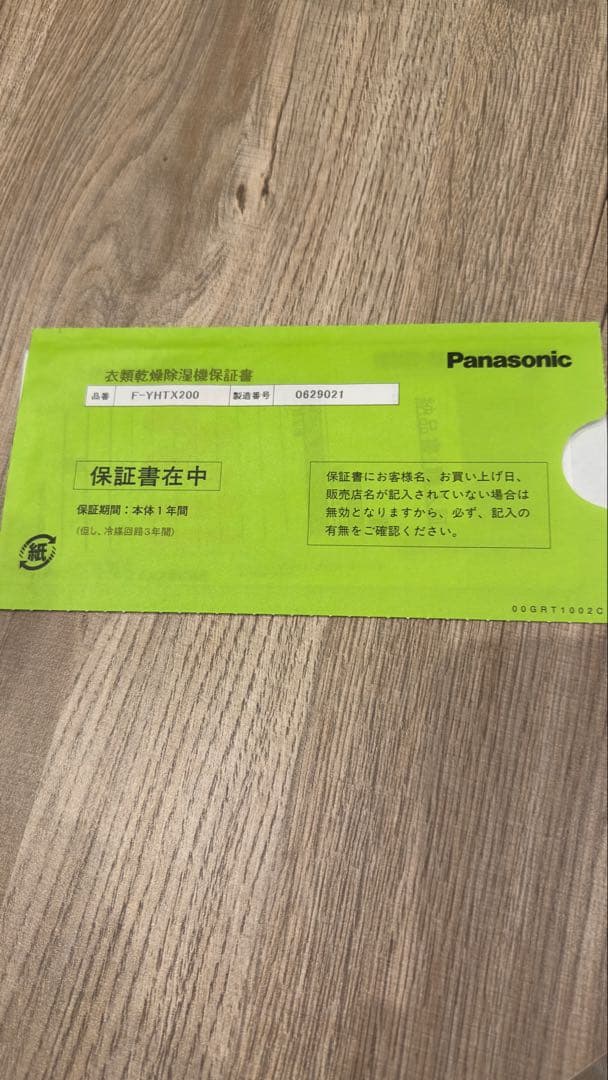 Panasonic
衣類乾燥除湿機保証書
品番 F-YHTX200 製造番号 0629021
保証書在中
保証期間：本体1年間
(但し、冷媒回路3年間)
保証書にお客様名、お買い上げ日、
販売店名が記入されていない場合は
無効となりますから、必ず、記入の
有無をご確認ください。
紙
00GRT1002C